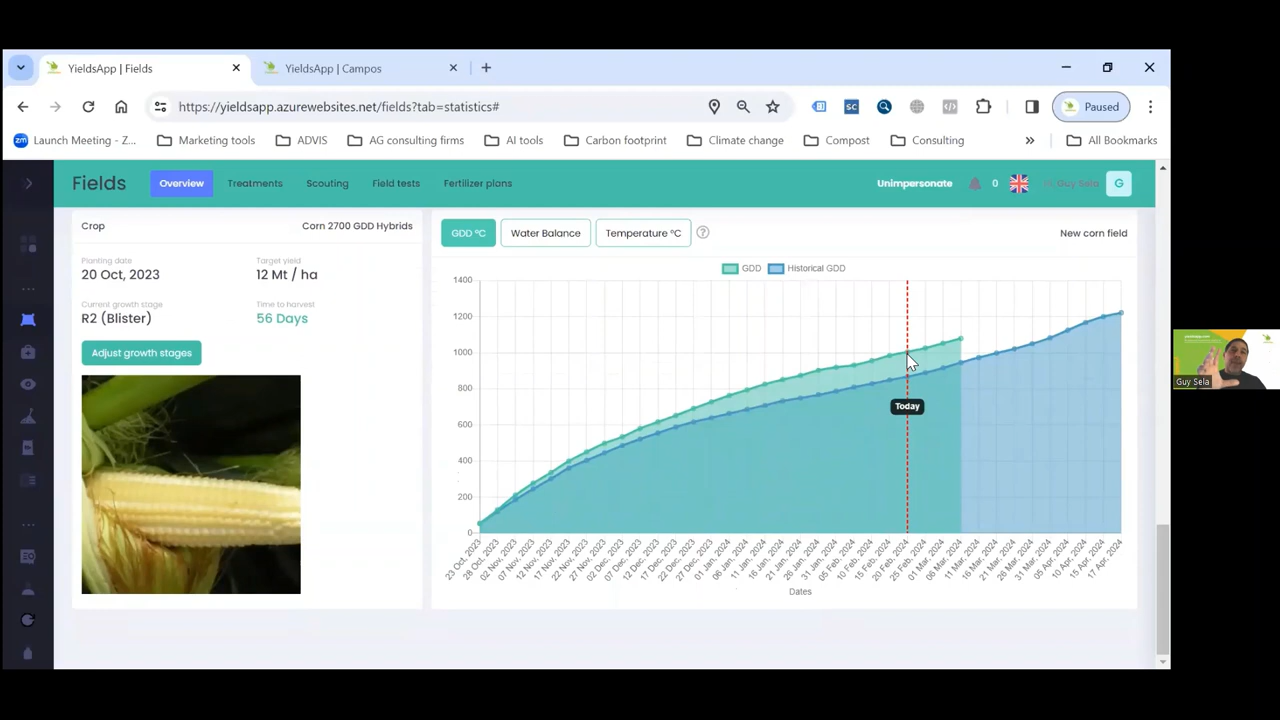 YieldsApp | Fields
YieldsApp | Campos
https://yieldsapp.azurewebsites.net/fields?tab=statistics#
SC
Paused
zm Launch Meeting - Z...
Marketing tools
ADVIS
AG consulting firms
AI tools
Carbon footprint
Climate change
Compost
Consulting
»
All Bookmarks
Fields
Overview
Treatments
Scouting
Field tests
Fertilizer plans
Unimpersonate
0
Hi, Guy Sela
G
Crop
Corn 2700 GDD Hybrids
Planting date
Target yield
20 Oct, 2023
12 Mt / ha
Current growth stage
Time to harvest
R2 (Blister)
56 Days
Adjust growth stages
GDD ºC
Water Balance
Temperature ºC
?
New corn field
GDD
Historical GDD
1400
1200
1000
800
600
400
200
0
Today
23 Oct, 2023
28 Oct, 2023
02 Nov, 2023
07 Nov, 2023
12 Nov, 2023
17 Nov, 2023
22 Nov, 2023
27 Nov, 2023
02 Dec, 2023
07 Dec, 2023
12 Dec, 2023
17 Dec, 2023
22 Dec, 2023
27 Dec, 2023
01 Jan, 2024
06 Jan, 2024
11 Jan, 2024
16 Jan, 2024
21 Jan, 2024
26 Jan, 2024
31 Jan, 2024
05 Feb, 2024
10 Feb, 2024
15 Feb, 2024
20 Feb, 2024
25 Feb, 2024
01 Mar, 2024
06 Mar, 2024
11 Mar, 2024
16 Mar, 2024
21 Mar, 2024
26 Mar, 2024
31 Mar, 2024
05 Apr, 2024
10 Apr, 2024
15 Apr, 2024
17 Apr, 2024
Dates
Guy Sela